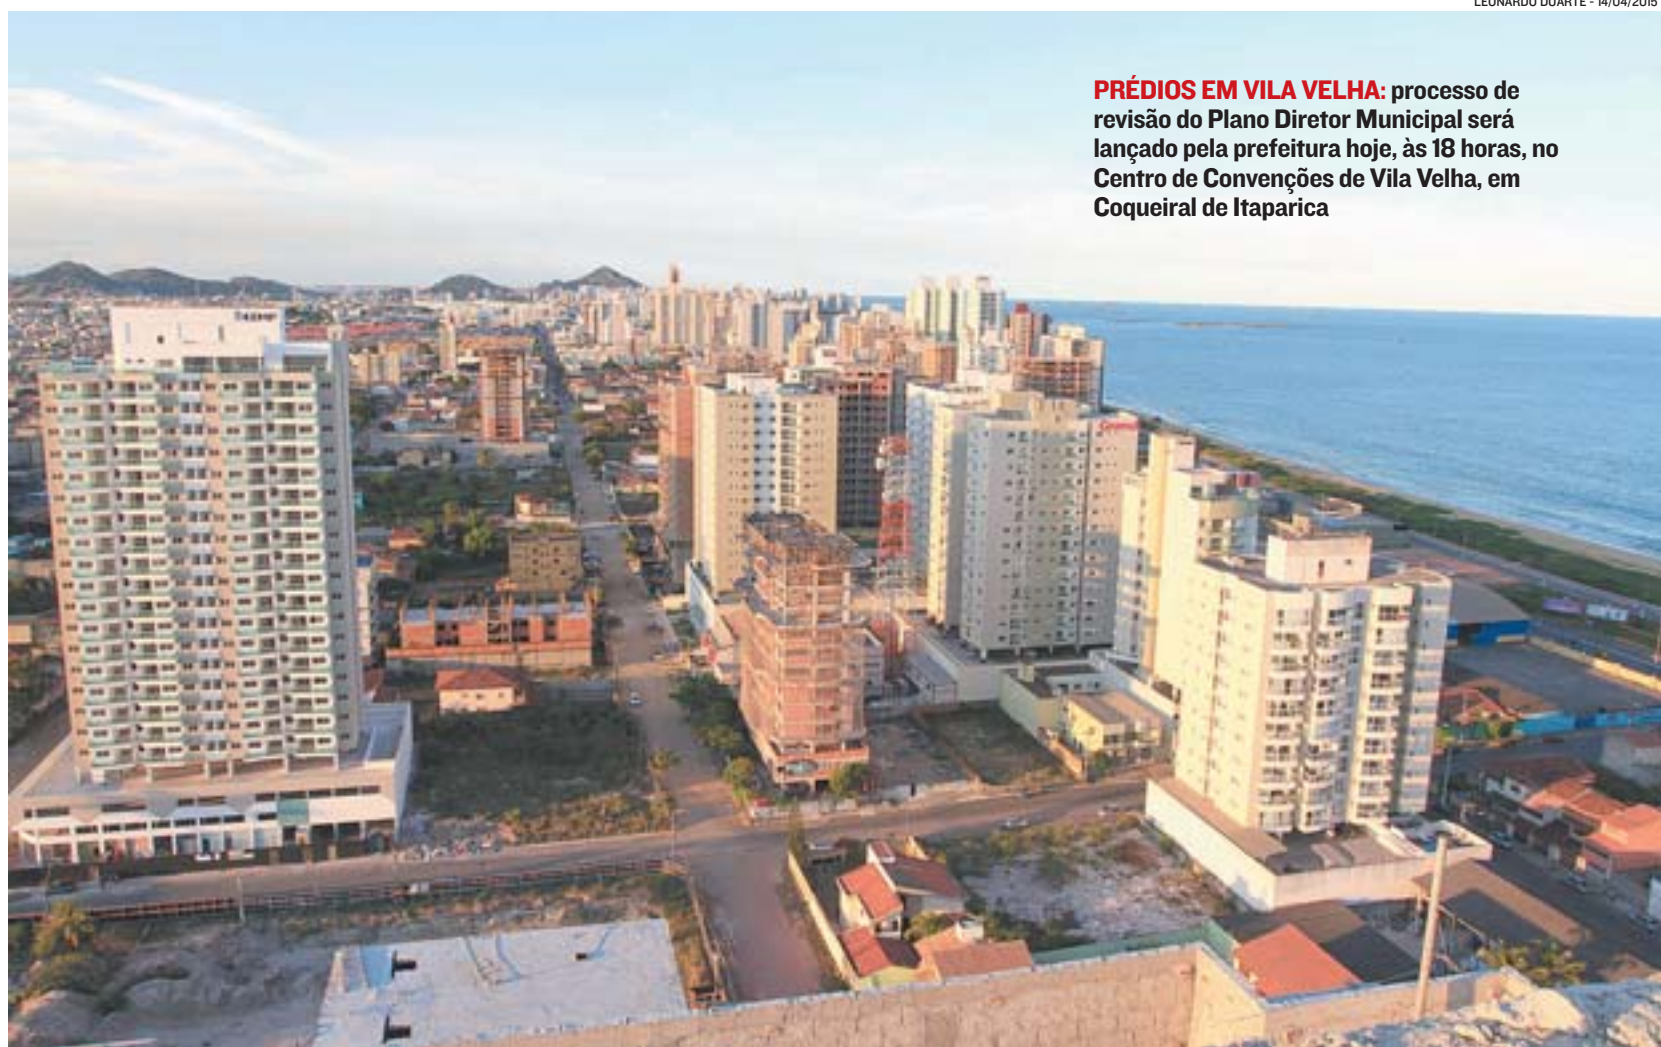 LEONARDO DUARTE - 14/04/2015
PRÉDIOS EM VILA VELHA: processo de
revisão do Plano Diretor Municipal será
lançado pela prefeitura hoje, às 18 horas, no
Centro de Convenções de Vila Velha, em
Coqueiral de Itaparica